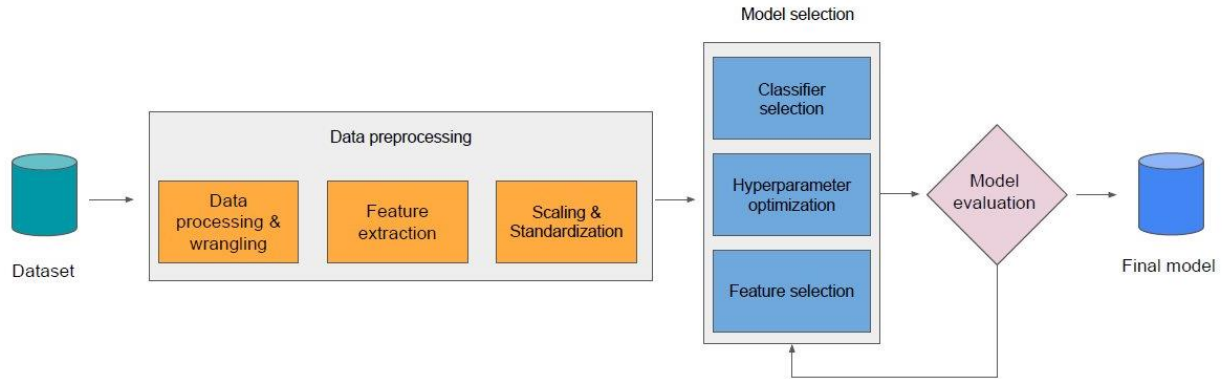 Model selection
Data preprocessing
Dataset
Data
processing &
wrangling
Feature
extraction
Scaling &
Standardization
Classifier
selection
Hyperparameter
optimization
Feature selection
Model
evaluation
Final model